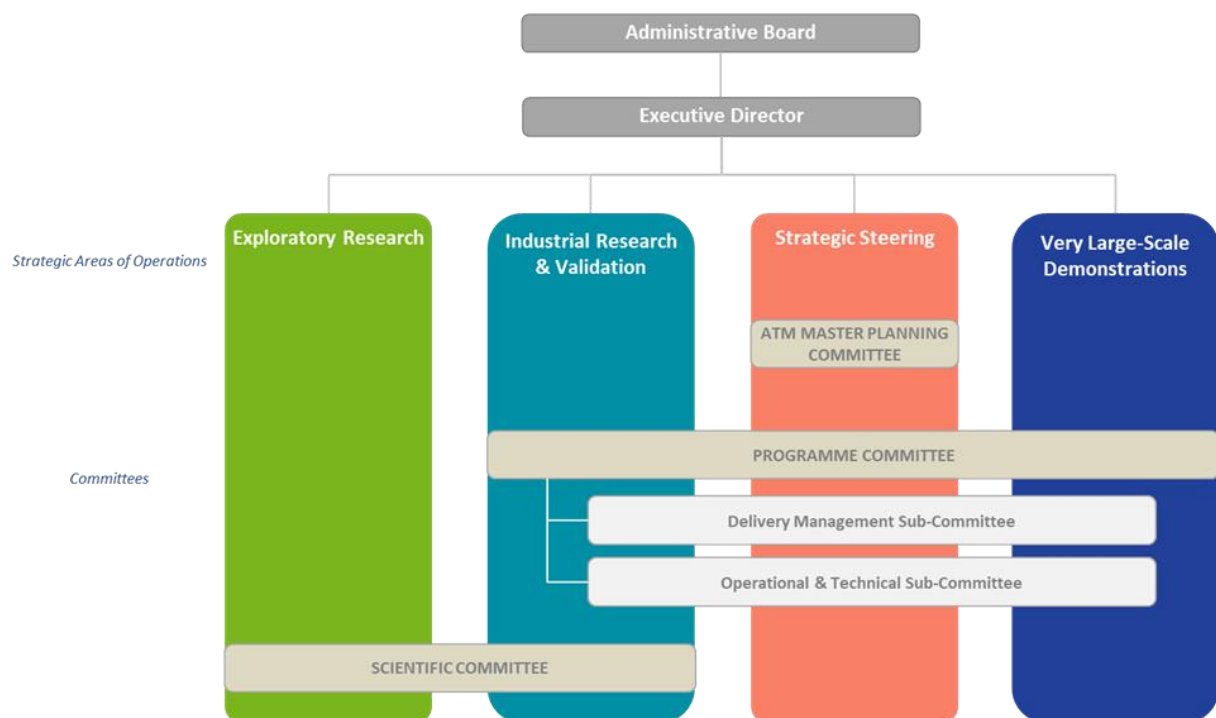 Administrative Board
Executive Director
Exploratory Research
Industrial Research
& Validation
Strategic Steering
Very Large-Scale
Demonstrations
Strategic Areas of Operations
ATM MASTER PLANNING
COMMITTEE
PROGRAMME COMMITTEE
Committees
Delivery Management Sub-Committee
Operational & Technical Sub-Committee
SCIENTIFIC COMMITTEE